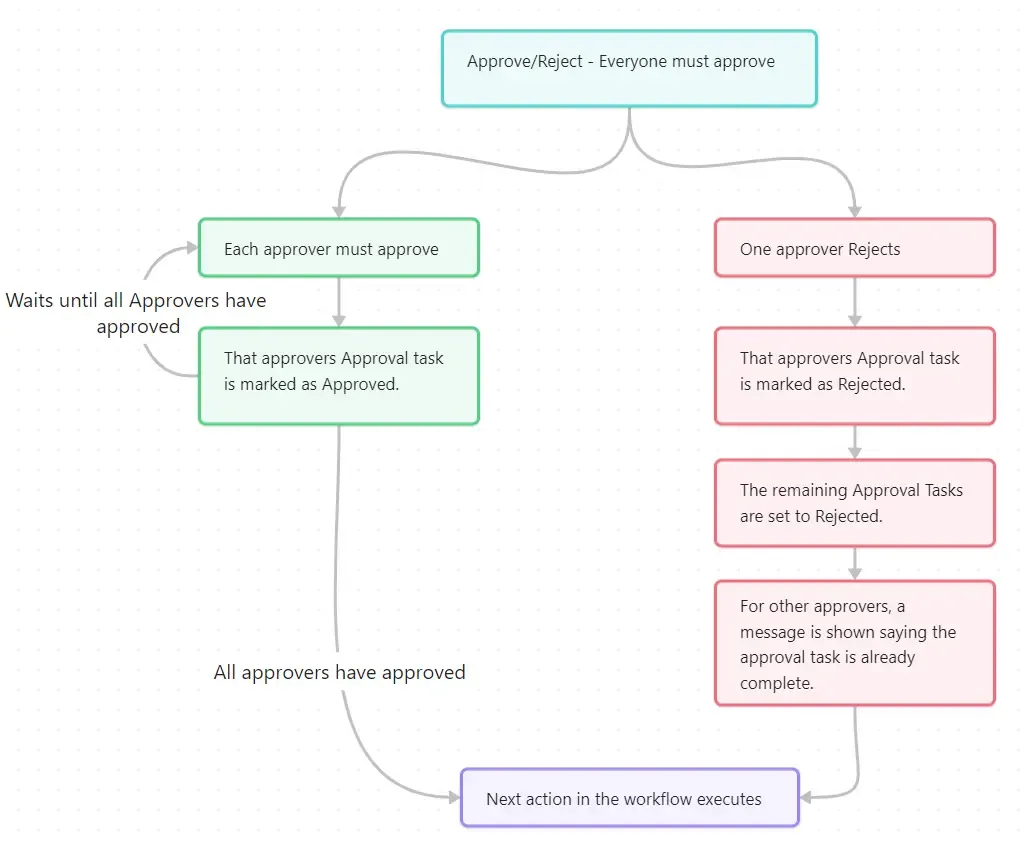 Approve/Reject - Everyone must approve
Each approver must approve
One approver Rejects
Waits until all Approvers have
approved
That approvers Approval task
is marked as Approved.
That approvers Approval task
is marked as Rejected.
The remaining Approval Tasks
are set to Rejected.
For other approvers, a
message is shown saying the
approval task is already
complete.
All approvers have approved
Next action in the workflow executes